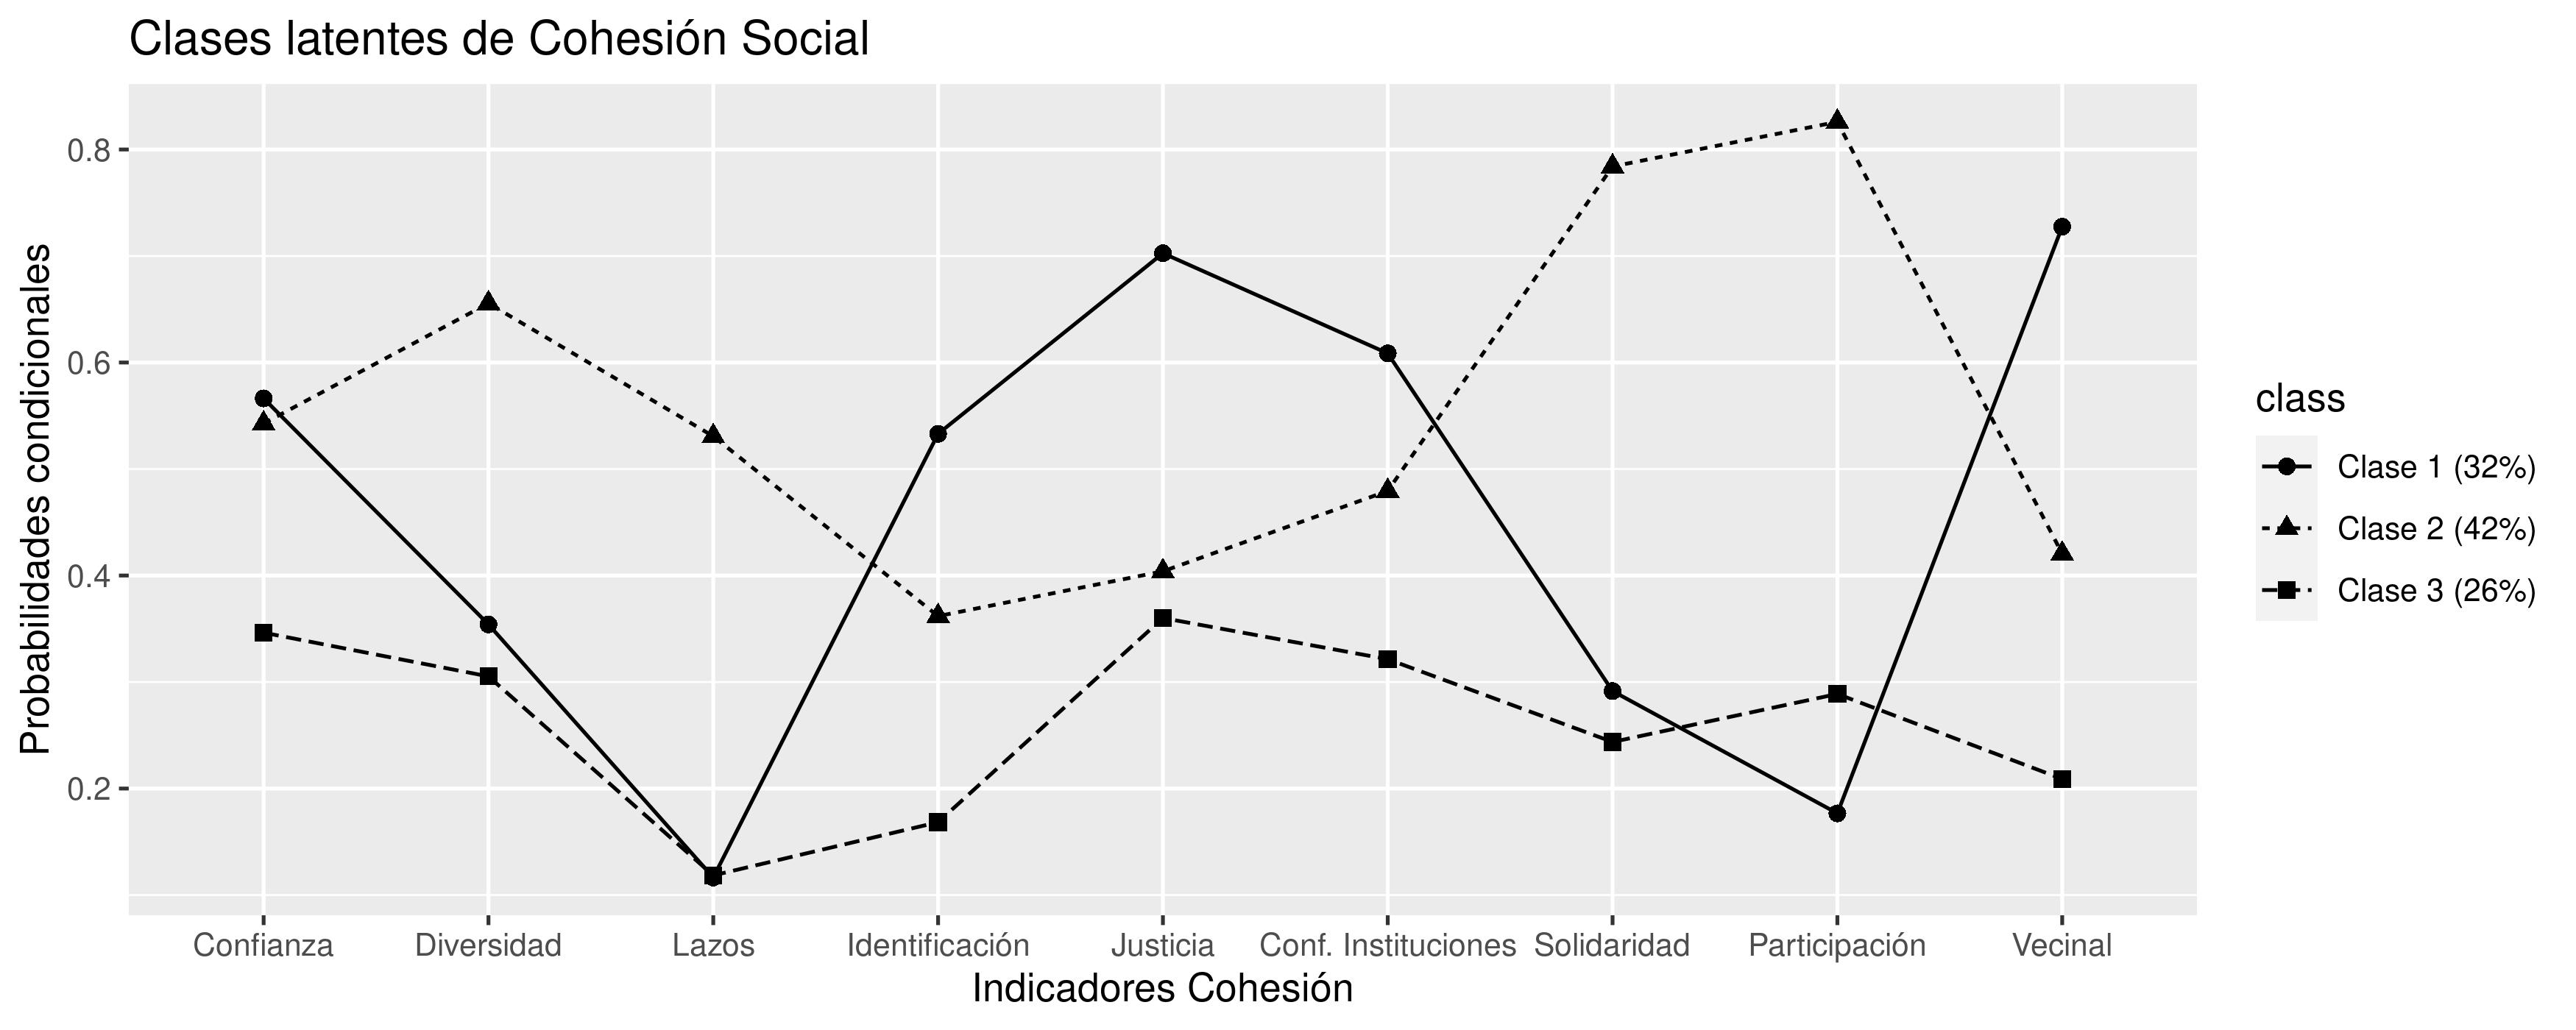 Clases latentes de Cohesión Social
Probabilidades condicionales
0.8
0.6
0.4
0.2
Confianza Diversidad Lazos Identificación Justicia Conf. Instituciones Solidaridad Participación Vecinal
Indicadores Cohesión
class
Clase 1 (32%)
Clase 2 (42%)
Clase 3 (26%)